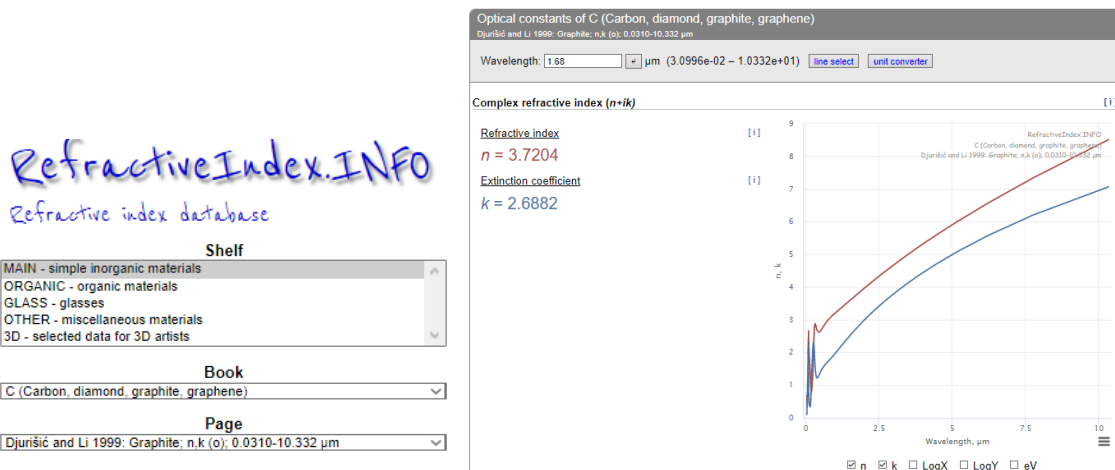 RefractiveIndex.INFO
Refractive index database
Shelf
MAIN - simple inorganic materials
ORGANIC - organic materials
GLASS - glasses
OTHER - miscellaneous materials
3D - selected data for 3D artists
Book
C (Carbon, diamond, graphite, graphene)
Page
Djurišić and Li 1999: Graphite; n,k (o); 0.0310-10.332 µm
Optical constants of C (Carbon, diamond, graphite, graphene)
Djurišić and Li 1999: Graphite; n,k (o); 0.0310-10.332 µm
Wavelength: 1.68 ↵ µm (3.0996e-02 – 1.0332e+01) line select unit converter
Complex refractive index (n+ik) [ i ]
Refractive index [ i ]
n = 3.7204
Extinction coefficient [ i ]
k = 2.6882
RefractiveIndex.INFO
C (Carbon, diamond, graphite, graphene)
Djurišić and Li 1999: Graphite; n,k (o); 0.0310-10.332 µm
9
8
7
6
5
4
3
2
1
0
n, k
0 2.5 5 7.5 10
Wavelength, µm
n k LogX LogY eV